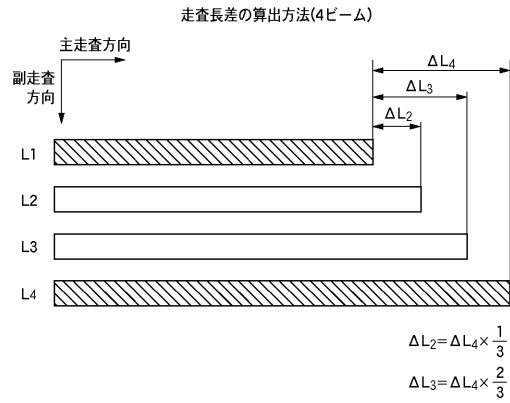 走査長差の算出方法(4ビーム)
主走査方向
副走査
方向
ΔL4
ΔL3
ΔL2
L1
L2
L3
L4
ΔL2=ΔL4×1/3
ΔL3=ΔL4×2/3